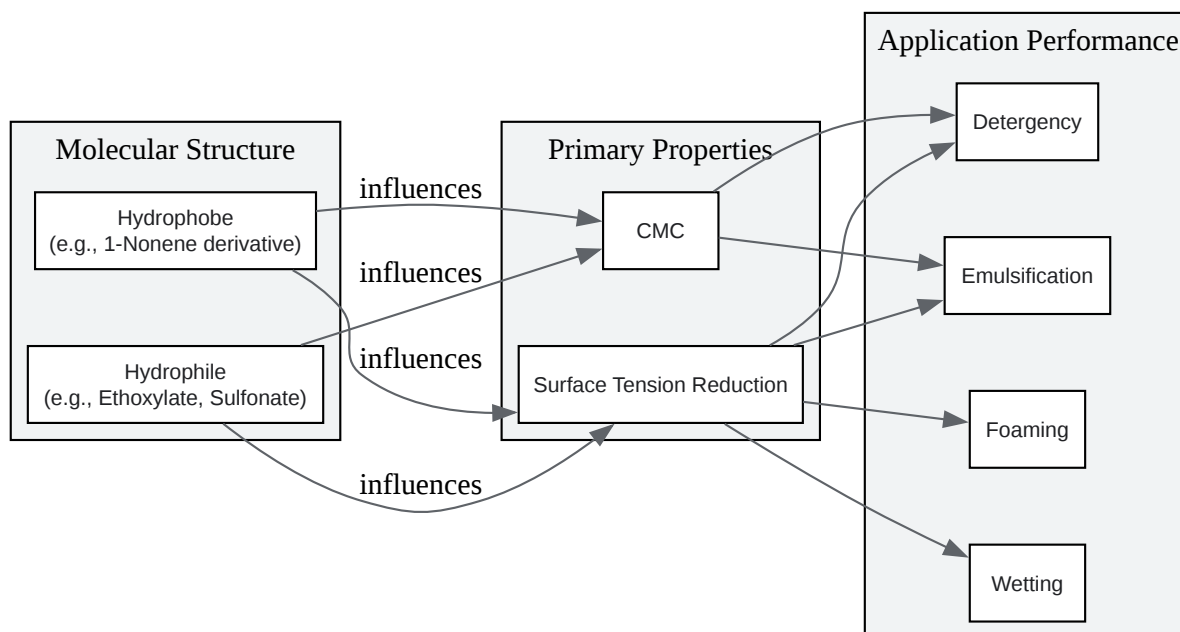 Molecular Structure
Hydrophobe
(e.g., 1-Nonene derivative)
Hydrophile
(e.g., Ethoxylate, Sulfonate)
influences
influences
influences
influences
Primary Properties
CMC
Surface Tension Reduction
Application Performance
Detergency
Emulsification
Foaming
Wetting